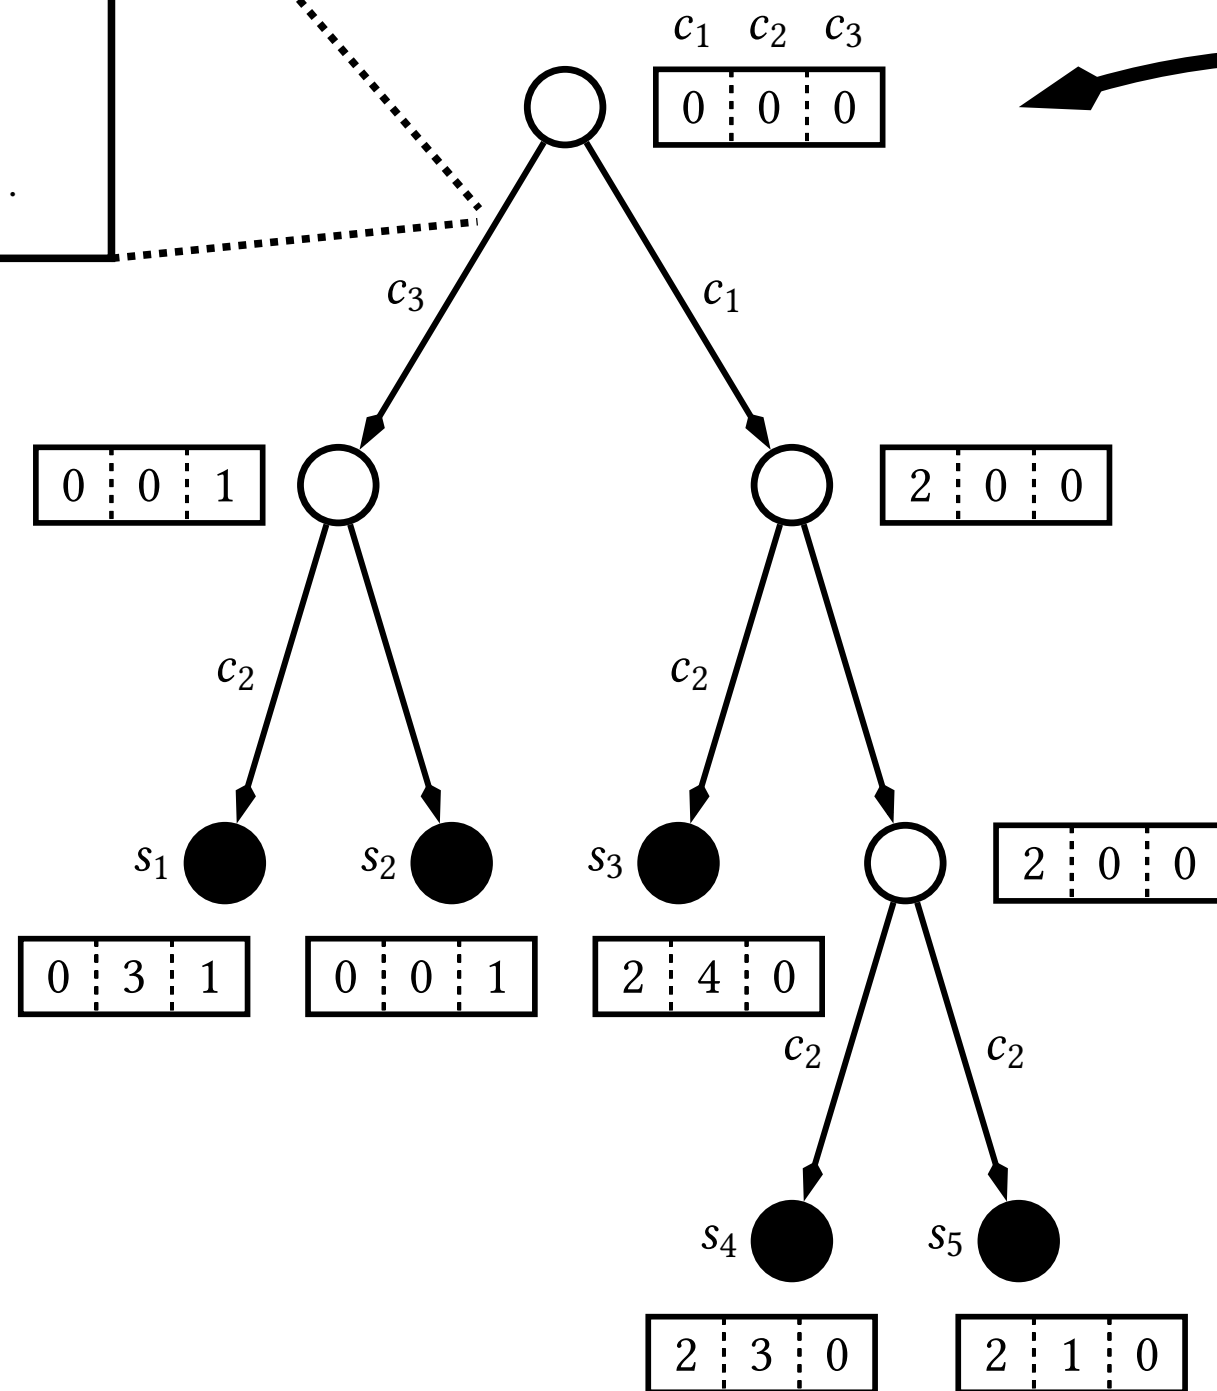 c₁ c₂ c₃
0 0 0
.
c₃ c₁
0 0 1
2 0 0
c₂ c₂
s₁ s₂ s₃
2 0 0
0 3 1
0 0 1
2 4 0
c₂ c₂
s₄ s₅
2 3 0
2 1 0